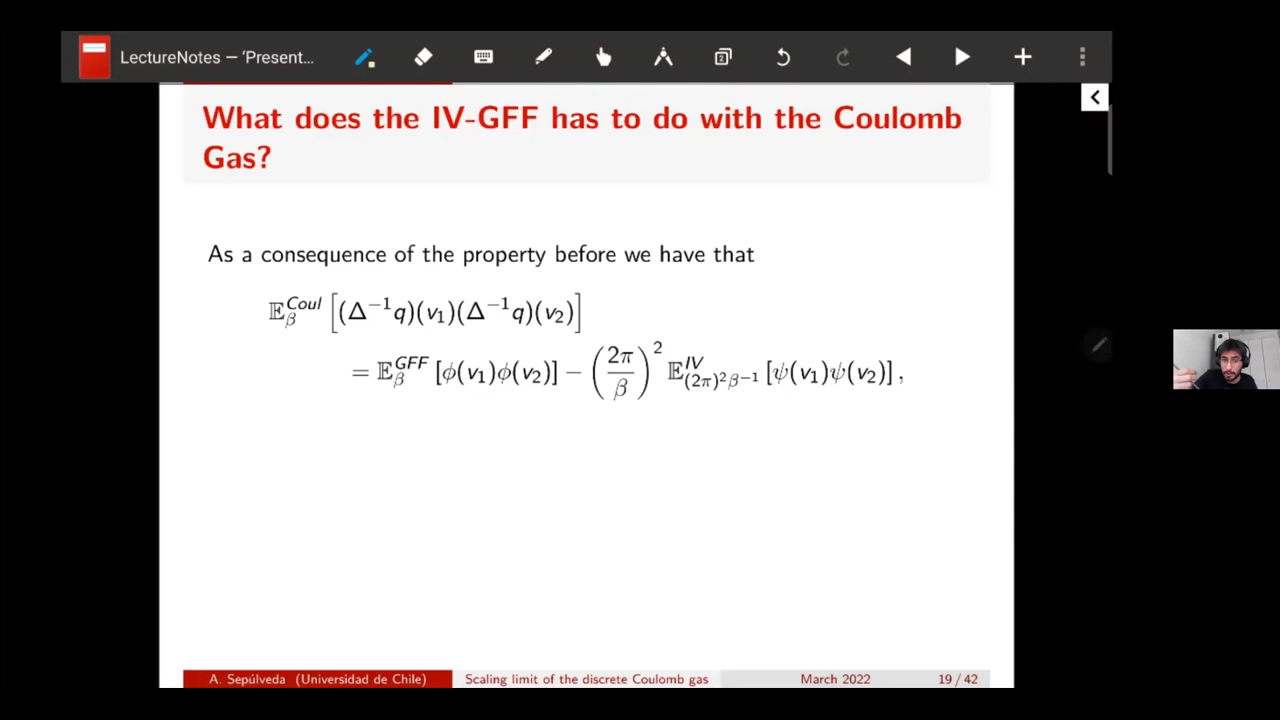 LectureNotes – 'Present...
What does the IV-GFF has to do with the Coulomb
Gas?
As a consequence of the property before we have that
𝔼_β^{Coul} [(Δ^{−1}q)(v_1)(Δ^{−1}q)(v_2)]
= 𝔼_β^{GFF} [ϕ(v_1)ϕ(v_2)] − (2π/β)^2 𝔼^{IV}_{(2π)^2β^{−1}} [ψ(v_1)ψ(v_2)] ,
A. Sepúlveda (Universidad de Chile) Scaling limit of the discrete Coulomb gas March 2022 19 / 42